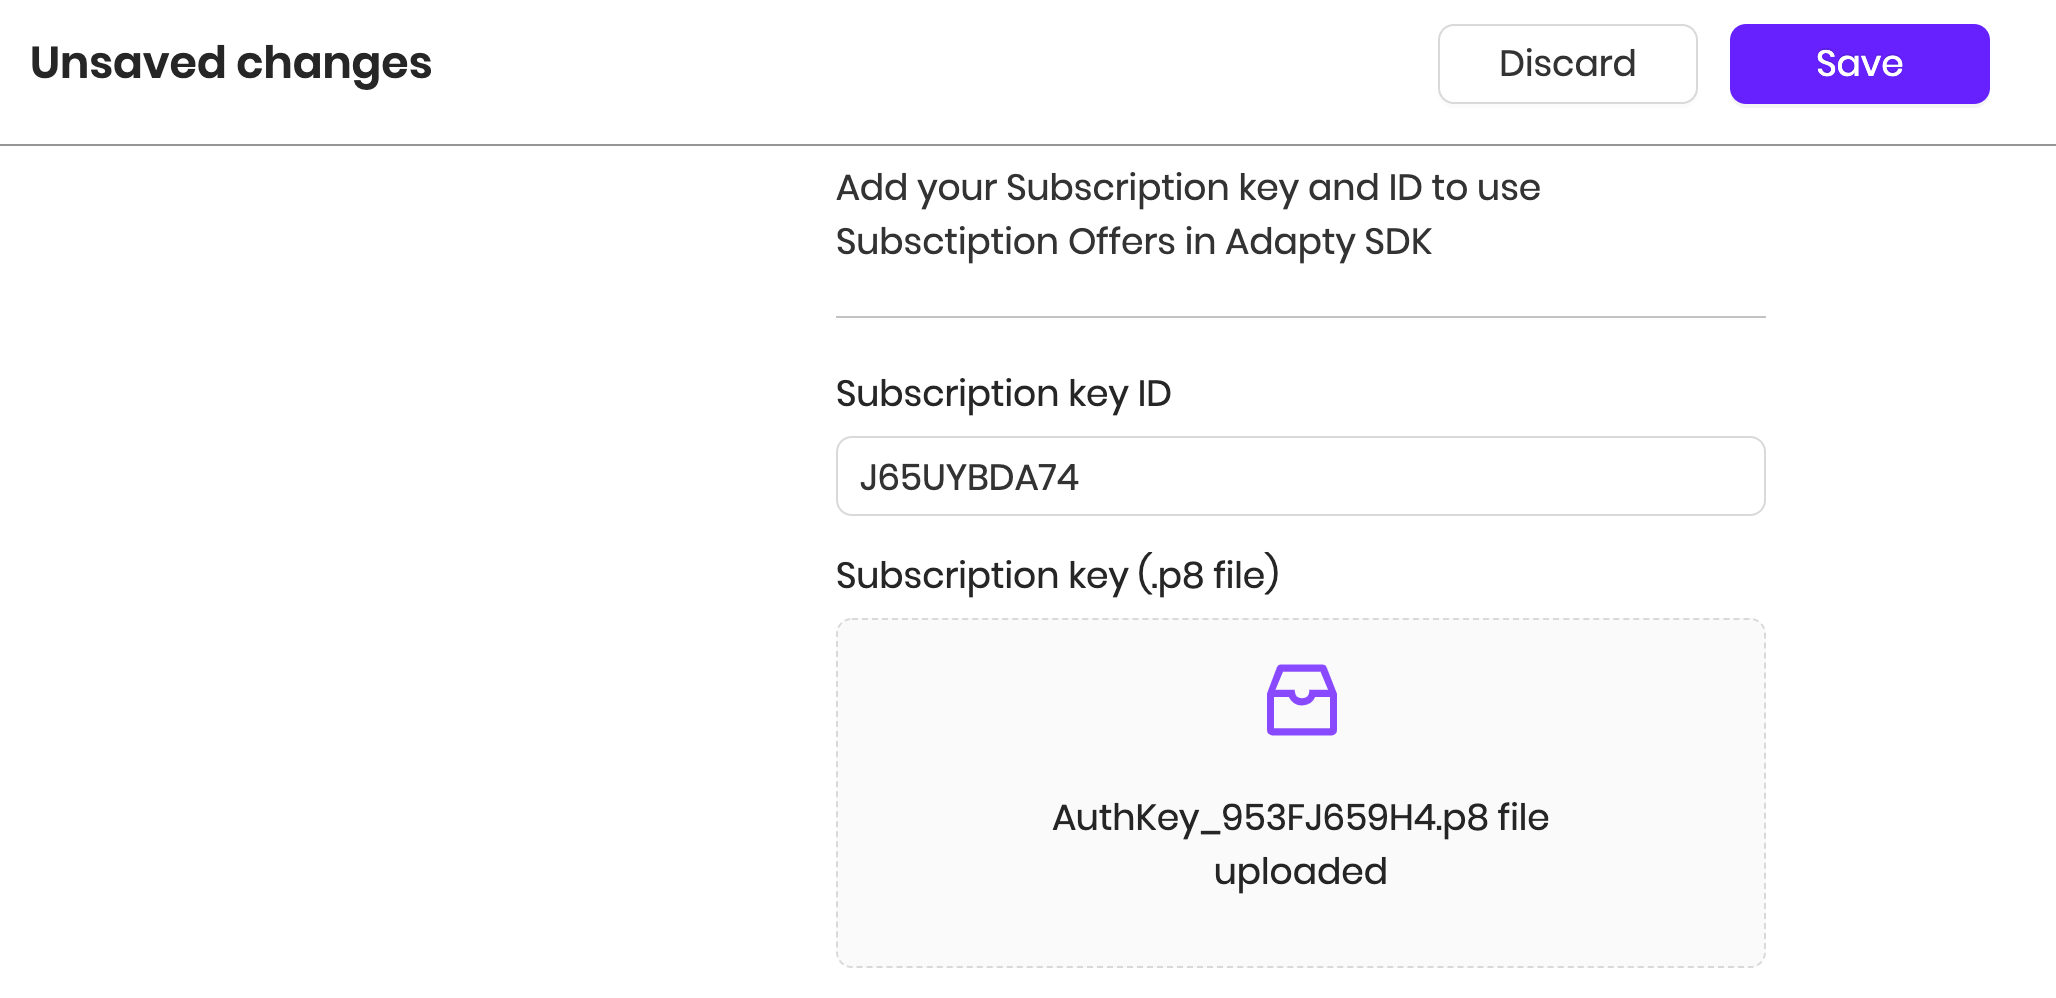 Unsaved changes
Discard
Save
Add your Subscription key and ID to use
Subsctiption Offers in Adapty SDK
Subscription key ID
J65UYBDA74
Subscription key (.p8 file)
AuthKey_953FJ659H4.p8 file
uploaded